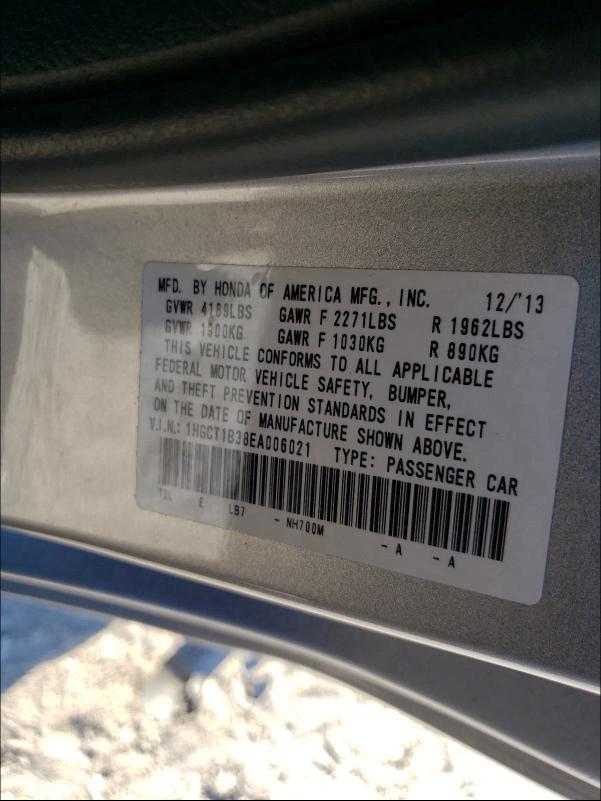 MFD. BY HONDA OF AMERICA MFG., INC. 12/'13
GVWR 4189LBS GAWR F 2271LBS R 1962LBS
GVWR 1900KG GAWR F 1030KG R 890KG
THIS VEHICLE CONFORMS TO ALL APPLICABLE
FEDERAL MOTOR VEHICLE SAFETY, BUMPER,
AND THEFT PREVENTION STANDARDS IN EFFECT
ON THE DATE OF MANUFACTURE SHOWN ABOVE.
V.I.N.: 1HGCT1B38EA006021 TYPE: PASSENGER CAR
E LB7 - NH700M - A - A